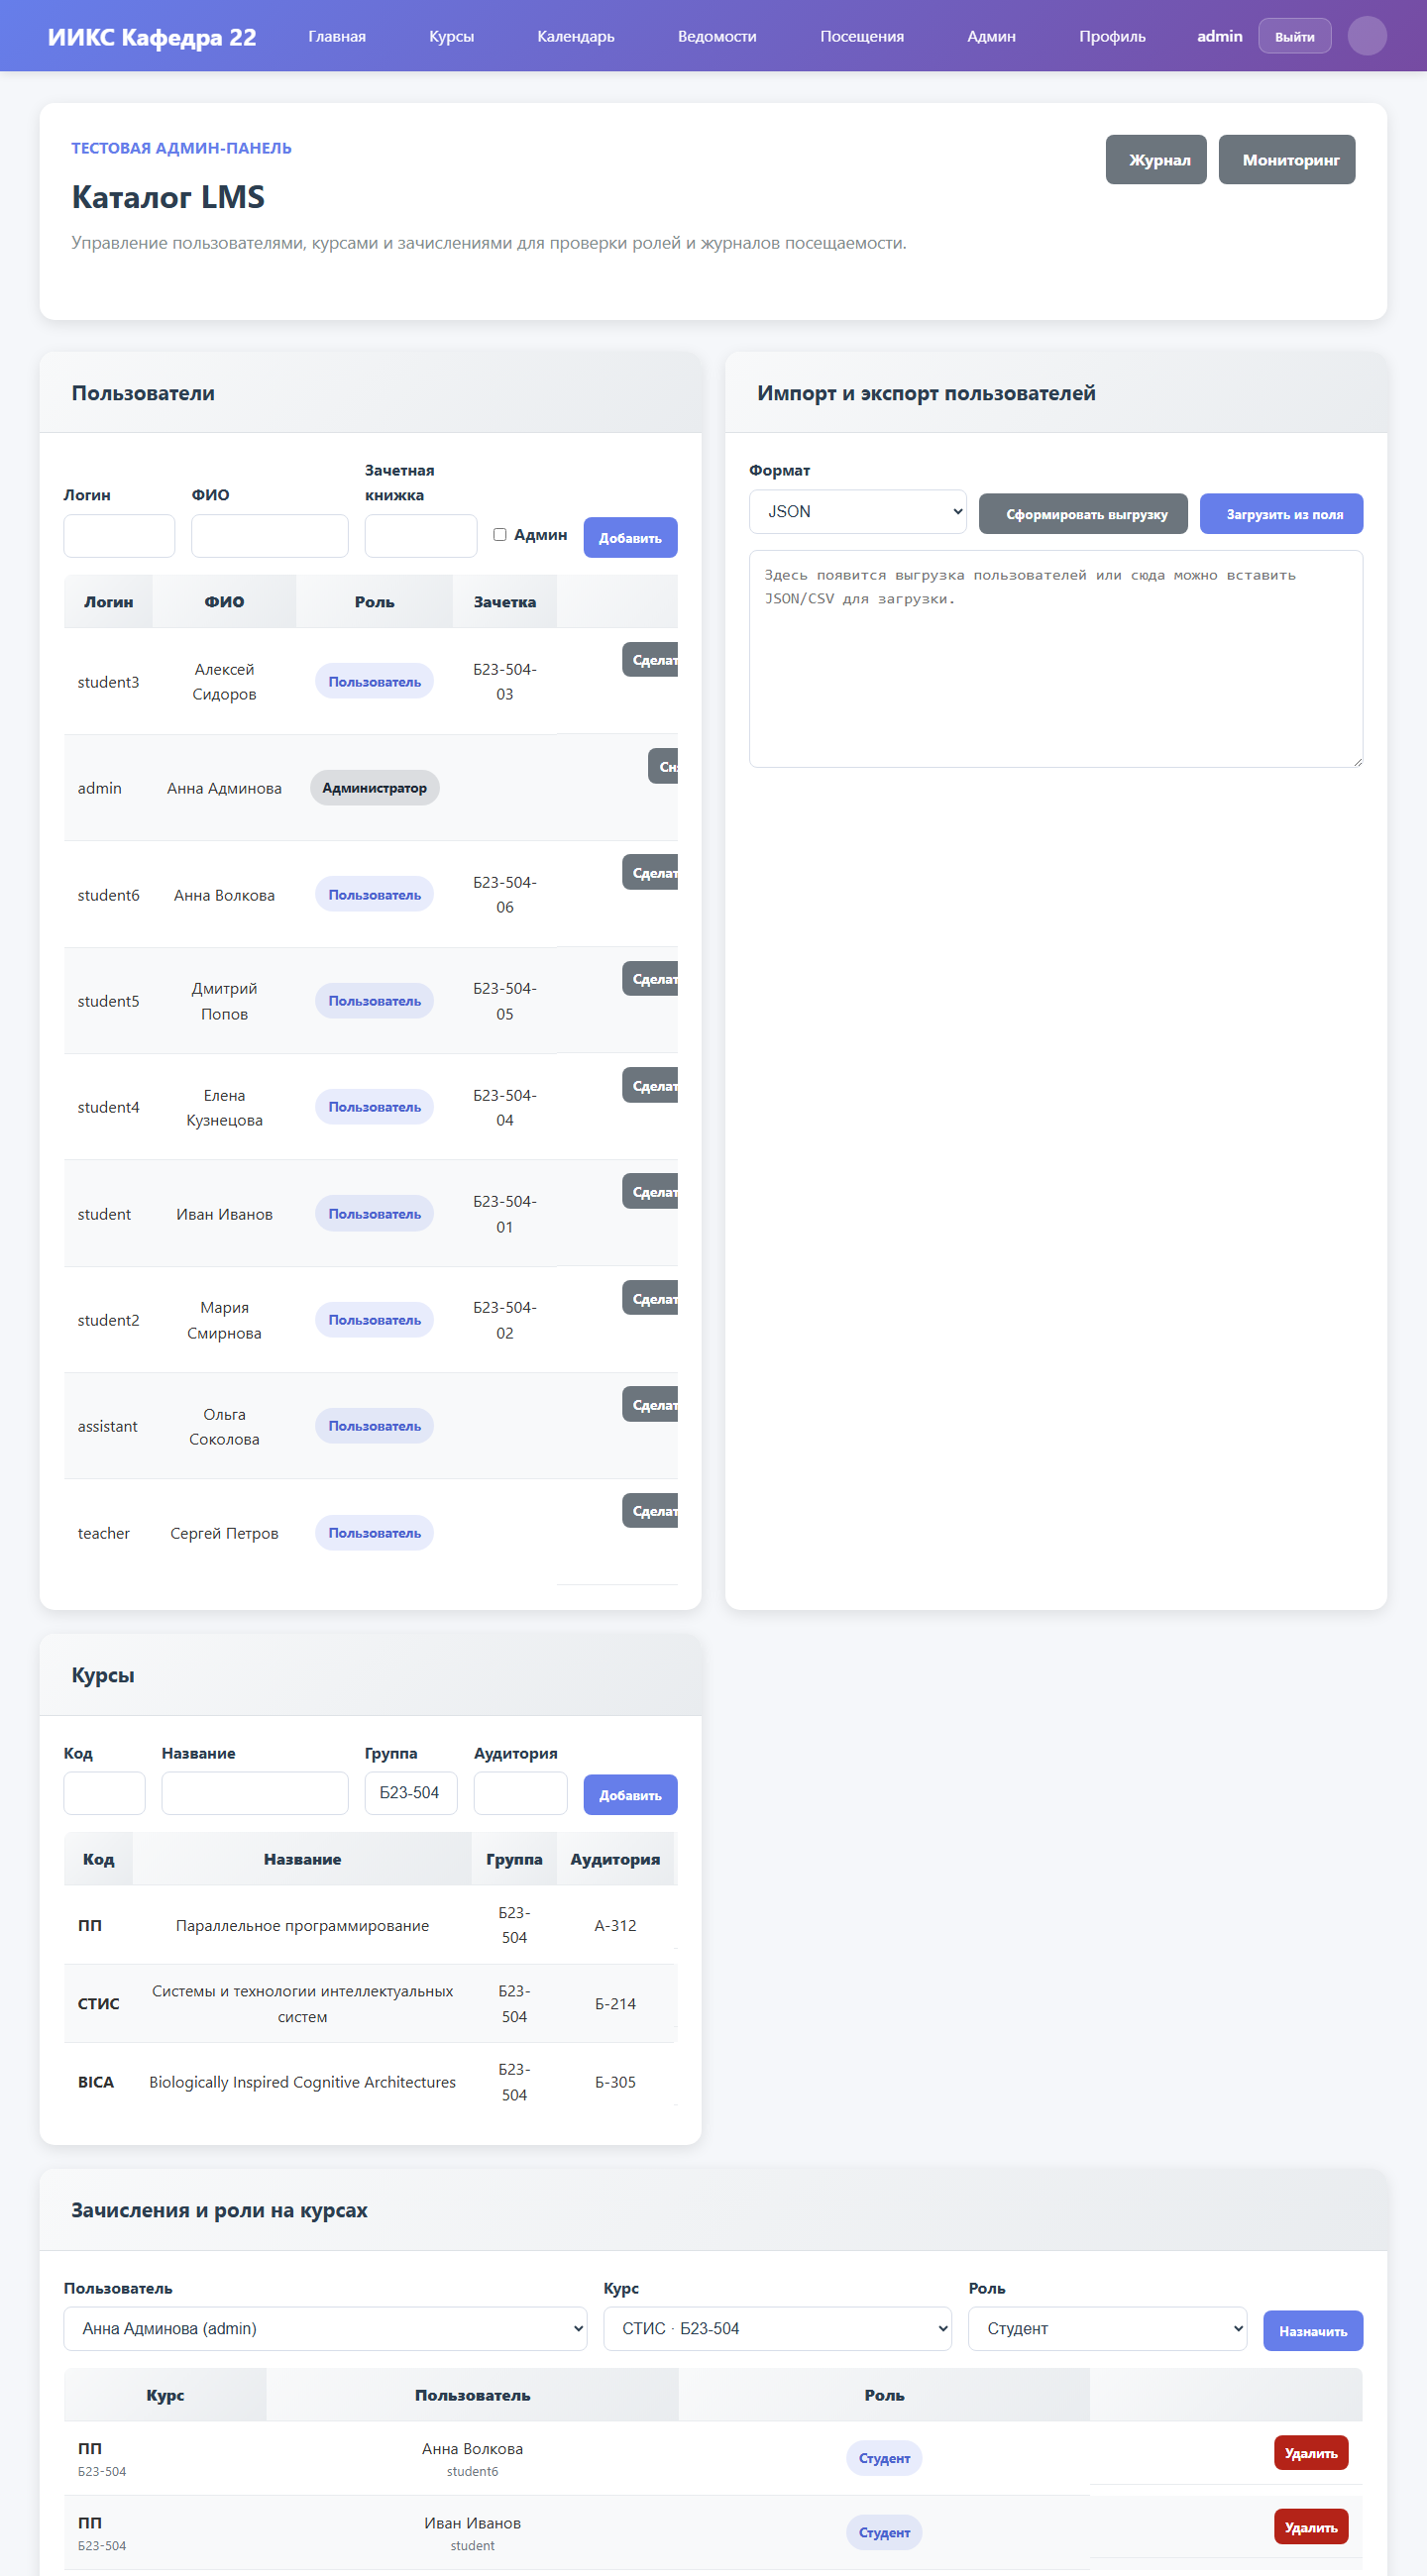 ИИКС Кафедра 22
Главная
Курсы
Календарь
Ведомости
Посещения
Админ
Профиль
admin
Выйти
ТЕСТОВАЯ АДМИН-ПАНЕЛЬ
Журнал
Мониторинг
Каталог LMS
Управление пользователями, курсами и зачислениями для проверки ролей и журналов посещаемости.
Пользователи
Логин
ФИО
Зачетная
книжка
Админ
Добавить
Логин ФИО Роль Зачетка
student3 Алексей Сидоров Пользователь Б23-504-03 Сделат
admin Анна Админова Администратор Сн
student6 Анна Волкова Пользователь Б23-504-06 Сделат
student5 Дмитрий Попов Пользователь Б23-504-05 Сделат
student4 Елена Кузнецова Пользователь Б23-504-04 Сделат
student Иван Иванов Пользователь Б23-504-01 Сделат
student2 Мария Смирнова Пользователь Б23-504-02 Сделат
assistant Ольга Соколова Пользователь Сделат
teacher Сергей Петров Пользователь Сделат
Импорт и экспорт пользователей
Формат
JSON
Сформировать выгрузку
Загрузить из поля
Здесь появится выгрузка пользователей или сюда можно вставить
JSON/CSV для загрузки.
Курсы
Код
Название
Группа
Аудитория
Б23-504
Добавить
Код Название Группа Аудитория
ПП Параллельное программирование Б23-504 А-312
СТИС Системы и технологии интеллектуальных систем Б23-504 Б-214
BICA Biologically Inspired Cognitive Architectures Б23-504 Б-305
Зачисления и роли на курсах
Пользователь
Курс
Роль
Анна Админова (admin)
СТИС · Б23-504
Студент
Назначить
Курс Пользователь Роль
ПП Анна Волкова Студент Удалить
Б23-504 student6
ПП Иван Иванов Студент Удалить
Б23-504 student